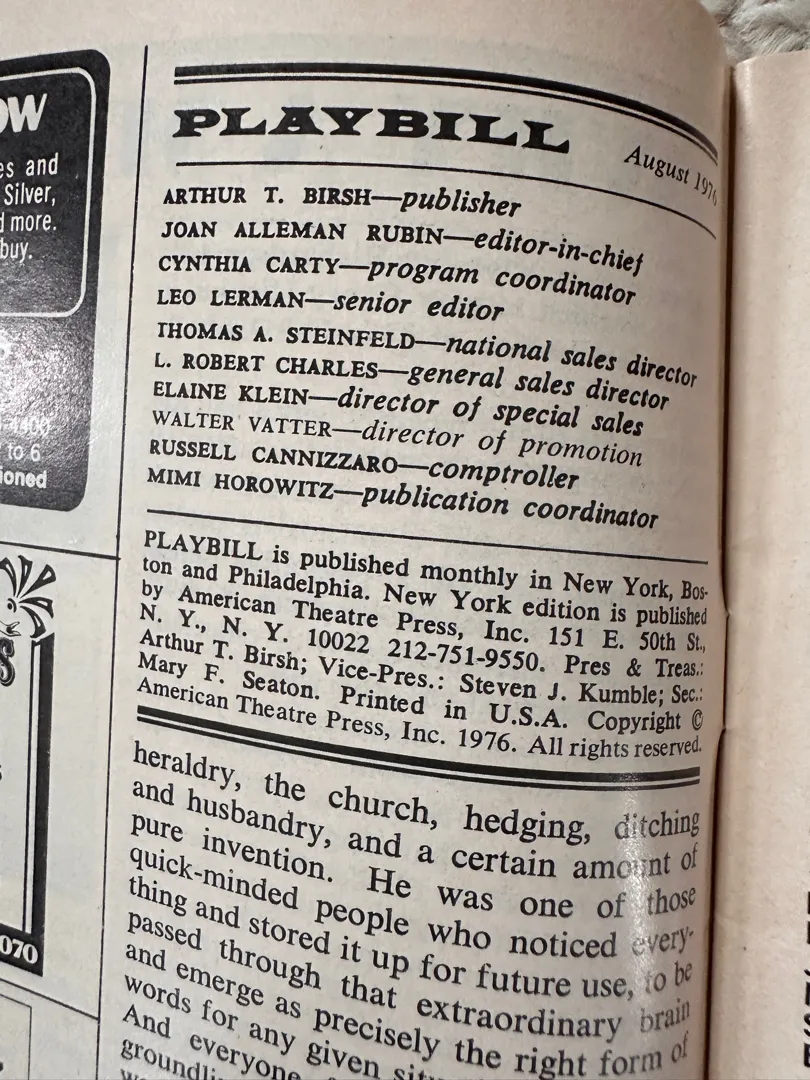 OW
es and
Silver,
d more.
buy.
to 6
ioned
070
PLAYBILL
August 1976
ARTHUR T. BIRSH—publisher
JOAN ALLEMAN RUBIN—editor-in-chief
CYNTHIA CARTY—program coordinator
LEO LERMAN—senior editor
THOMAS A. STEINFELD—national sales director
L. ROBERT CHARLES—general sales director
ELAINE KLEIN—director of special sales
WALTER VATTER—director of promotion
RUSSELL CANNIZZARO—comptroller
MIMI HOROWITZ—publication coordinator
PLAYBILL is published monthly in New York, Bos-
ton and Philadelphia. New York edition is published
by American Theatre Press, Inc. 151 E. 50th St.,
N. Y., N. Y. 10022 212-751-9550. Pres & Treas.:
Arthur T. Birsh; Vice-Pres.: Steven J. Kumble; Sec.:
Mary F. Seaton. Printed in U.S.A. Copyright ©
American Theatre Press, Inc. 1976. All rights reserved.
heraldry, the church, hedging, ditching
and husbandry, and a certain amount of
pure invention. He was one of those
quick-minded people who noticed every-
thing and stored it up for future use, to be
passed through that extraordinary brain
and emerge as precisely the right form of
words for any given
And everyone